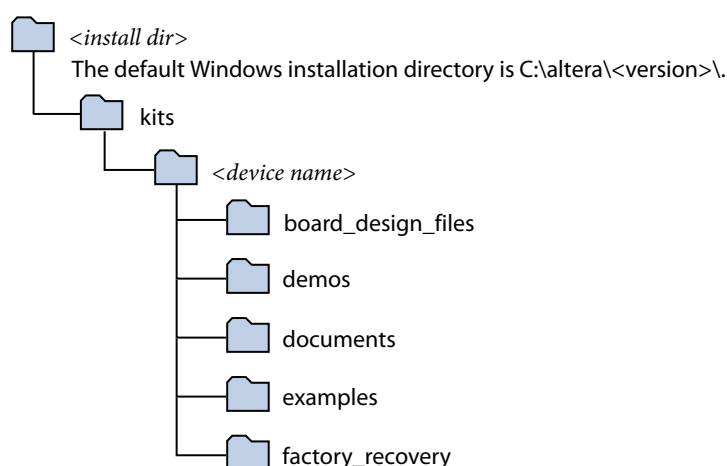 <install dir>
The default Windows installation directory is C:\altera\<version>\.
kits
<device name>
board_design_files
demos
documents
examples
factory_recovery